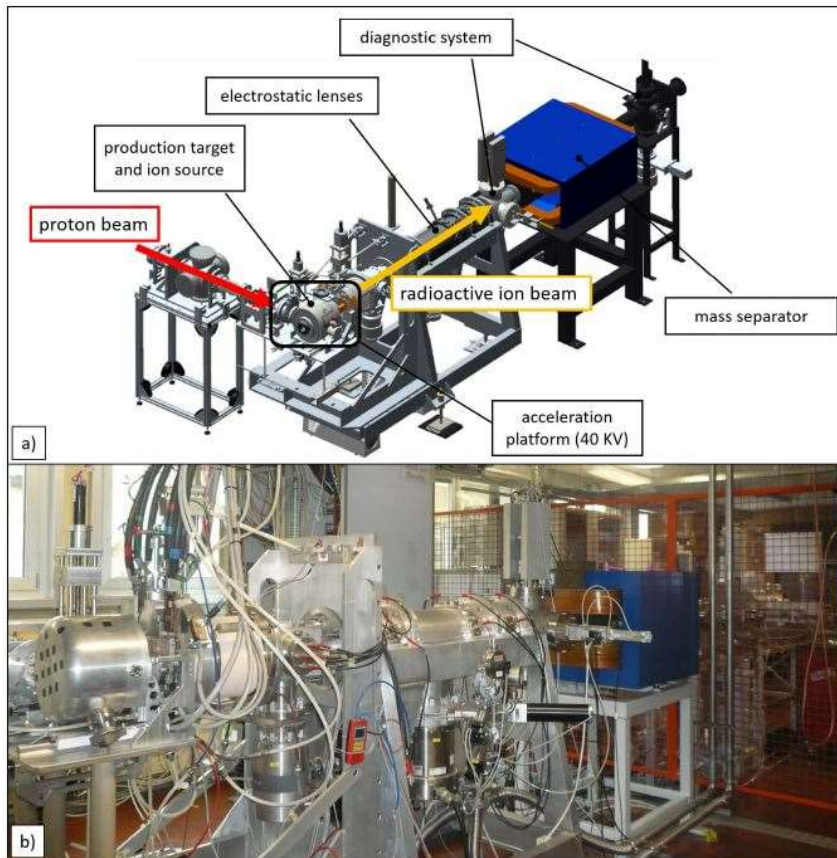 diagnostic system
electrostatic lenses
production target
and ion source
proton beam
radioactive ion beam
mass separator
acceleration
platform (40 KV)
a)
b)